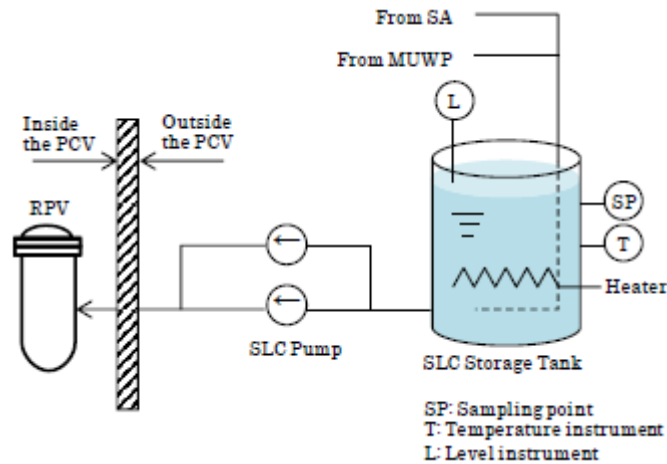 From SA
From MUWP
L
Inside
the PCV
Outside
the PCV
RPV
SP
T
Heater
SLC Pump
SLC Storage Tank
SP: Sampling point
T: Temperature instrument
L: Level instrument